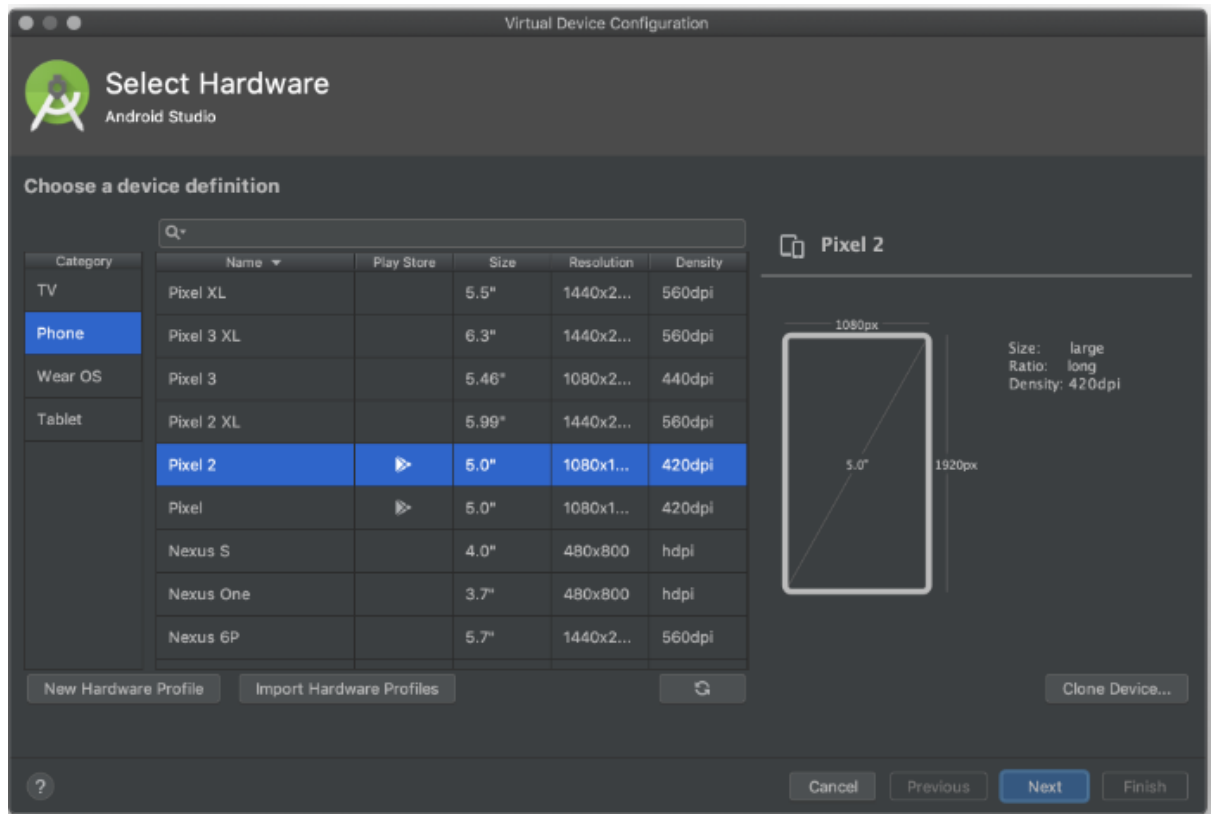 Virtual Device Configuration
Select Hardware
Android Studio
Choose a device definition
Category
TV
Phone
Wear OS
Tablet
Name Play Store Size Resolution Density
Pixel XL 5.5" 1440x2... 560dpi
Pixel 3 XL 6.3" 1440x2... 560dpi
Pixel 3 5.46" 1080x2... 440dpi
Pixel 2 XL 5.99" 1440x2... 560dpi
Pixel 2 5.0" 1080x1... 420dpi
Pixel 5.0" 1080x1... 420dpi
Nexus S 4.0" 480x800 hdpi
Nexus One 3.7" 480x800 hdpi
Nexus 6P 5.7" 1440x2... 560dpi
Pixel 2
1080px
5.0"
1920px
Size: large
Ratio: long
Density: 420dpi
New Hardware Profile Import Hardware Profiles Clone Device...
? Cancel Previous Next Finish